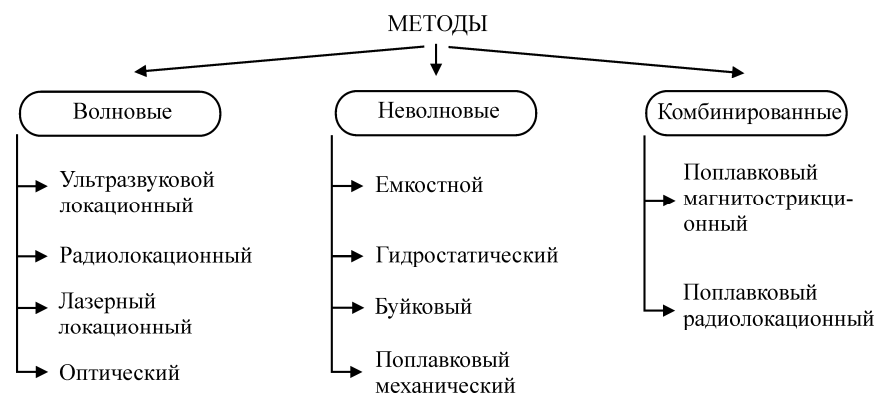 МЕТОДЫ
Волновые
Ультразвуковой
локационный
Радиолокационный
Лазерный
локационный
Оптический
Неволновые
Емкостной
Гидростатический
Буйковый
Поплавковый
механический
Комбинированные
Поплавковый
магнитострикци-
онный
Поплавковый
радиолокационный